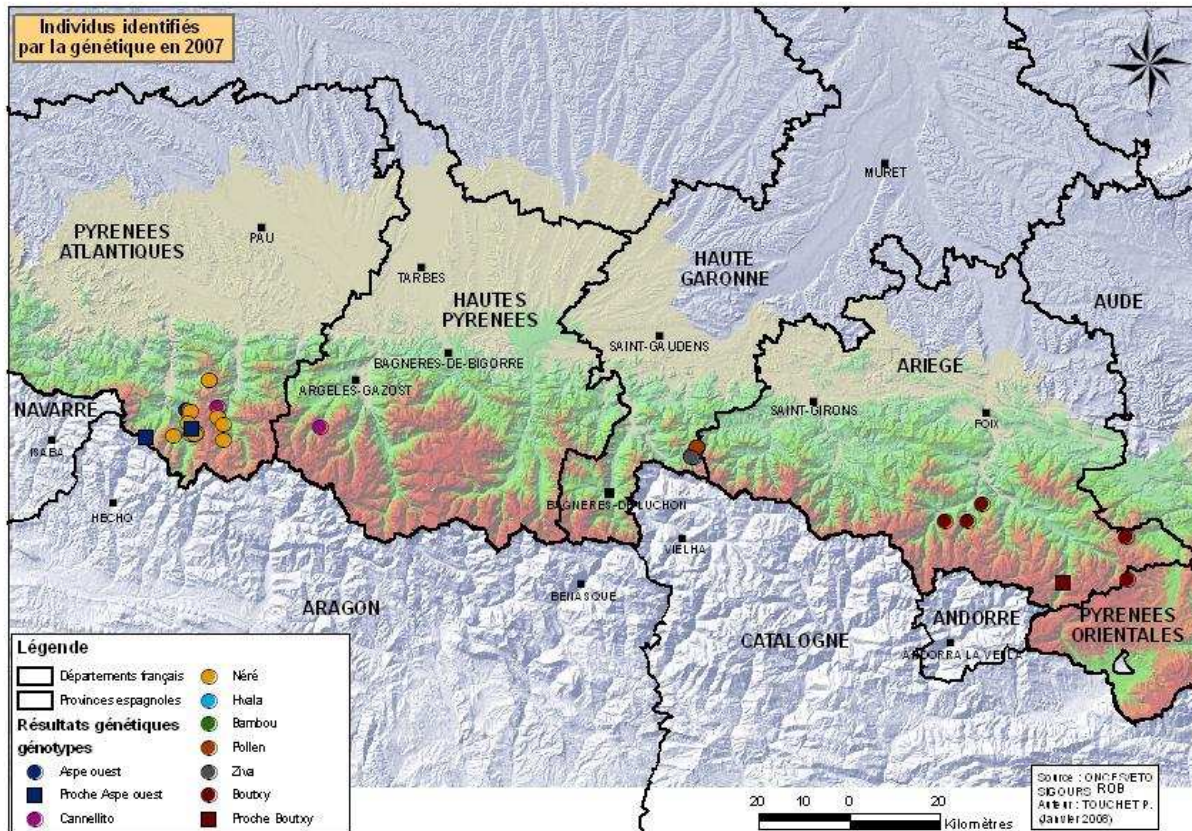 Individus identifiés
par la génétique en 2007
MURET
PYRENEES
ATLANTIQUES
PAU
TARBES
HAUTE
GARONNE
HAUTES
PYRENEES
AUDE
SAINT-GAUDENS
BAGNERES-DE-BIGORRE
ARIEGE
ARGELES-GAZOST
SAINT-GIRONS
FOIX
NAVARRE
ISABA
HECHO
BAGNERES-DE-LUCHON
VIELHA
BENASQUE
ARAGON
CATALOGNE
ANDORRE
ANDORRA LA VELLA
PYRENEES
ORIENTALES
Légende
Départements français
Provinces espagnoles
Résultats génétiques
génotypes
Aspe ouest
Proche Aspe ouest
Cannellito
Néré
Hvala
Bambou
Pollen
Ziva
Boutxy
Proche Boutxy
20 10 0 20
Kilomètres
Source :
ROB
Auteur : TOUCHET P.
(Janvier 2008)